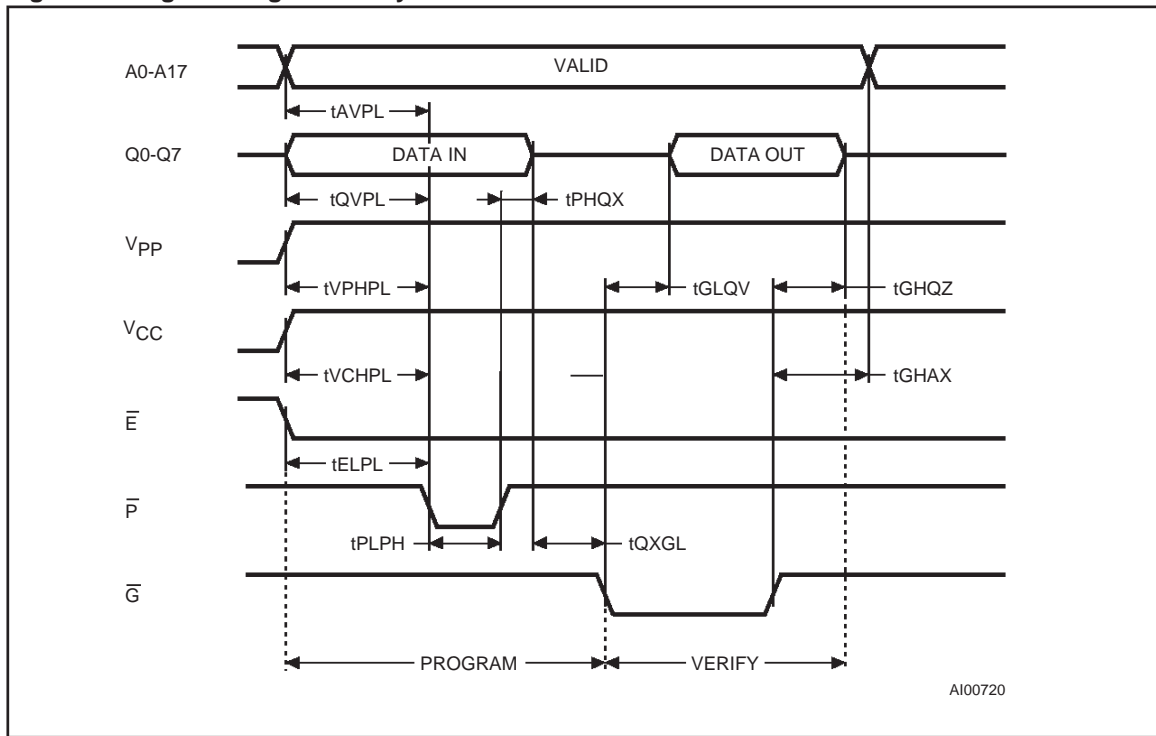 A0-A17
VALID
tAVPL
Q0-Q7
DATA IN
DATA OUT
tQVPL
tPHQX
VPP
tVPHPL
tGLQV
tGHQZ
VCC
tVCHPL
tGHAX
E̅
tELPL
P̅
tPLPH
tQXGL
G̅
PROGRAM
VERIFY
AI00720